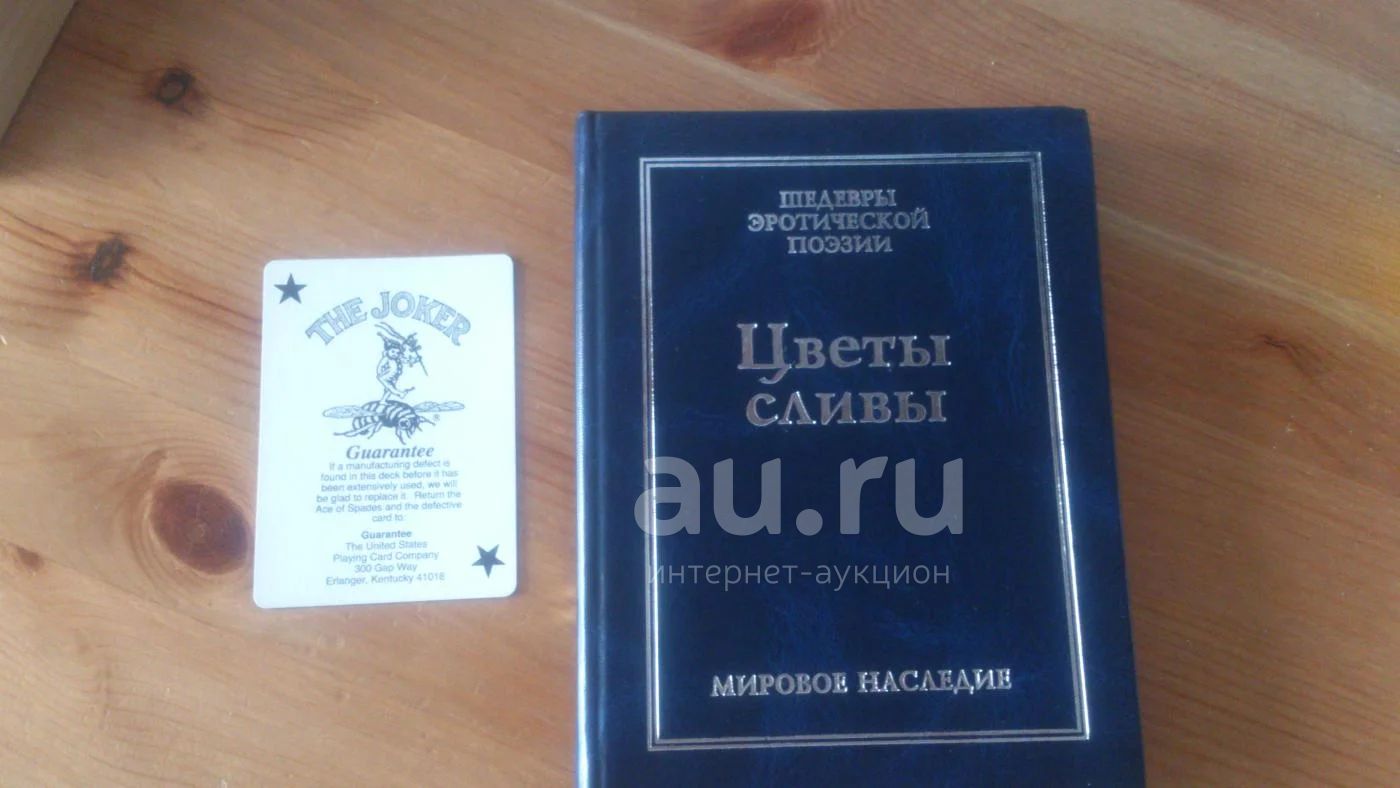 THE JOKER
®
Guarantee
If a manufacturing defect is
found in this deck before it has
been extensively used, we will
be glad to replace it. Return the
Ace of Spades and the defective
card to:
Guarantee
The United States
Playing Card Company
300 Gap Way
Erlanger, Kentucky 41018
ШЕДЕВРЫ
ЭРОТИЧЕСКОЙ
ПОЭЗИИ
Цветы
сливы
au.ru
интернет-аукцион
МИРОВОЕ НАСЛЕДИЕ